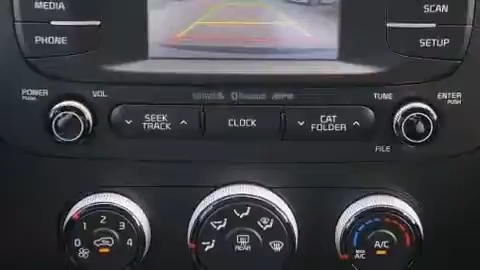 MEDIA
SCAN
PHONE
SETUP
POWER
PUSH
VOL
SEEK
TRACK
CLOCK
CAT
FOLDER
TUNE
ENTER
PUSH
FILE
0 1 2 3 4
REAR
MAX
A/C
A/C